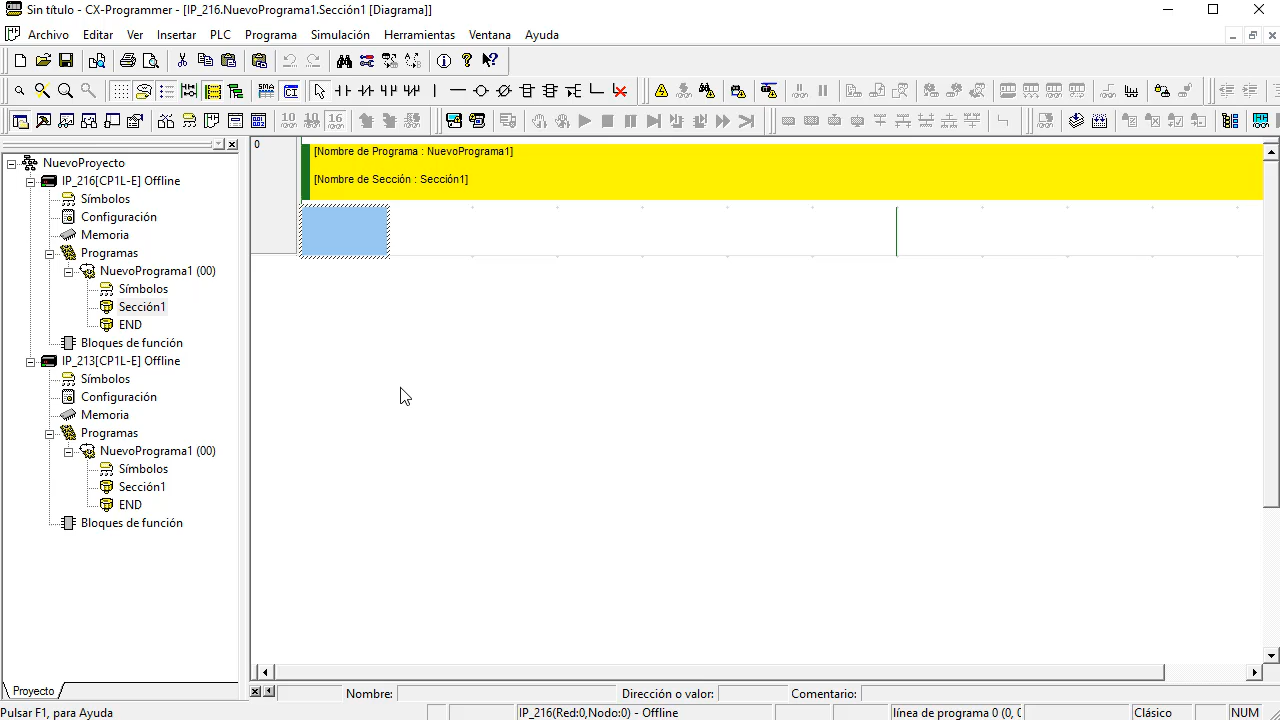 Sin título - CX-Programmer - [IP_216.NuevoPrograma1.Sección1 [Diagrama]]
Archivo Editar Ver Insertar PLC Programa Simulación Herramientas Ventana Ayuda
SMA
10 10 16
0
[Nombre de Programa : NuevoPrograma1]
[Nombre de Sección : Sección1]
NuevoProyecto
IP_216[CP1L-E] Offline
Símbolos
Configuración
Memoria
Programas
NuevoPrograma1 (00)
Símbolos
Sección1
END
Bloques de función
IP_213[CP1L-E] Offline
Símbolos
Configuración
Memoria
Programas
NuevoPrograma1 (00)
Símbolos
Sección1
END
Bloques de función
Proyecto
Nombre: Dirección o valor: Comentario:
Pulsar F1, para Ayuda IP_216(Red:0,Nodo:0) - Offline línea de programa 0 (0, 0 Clásico NUM